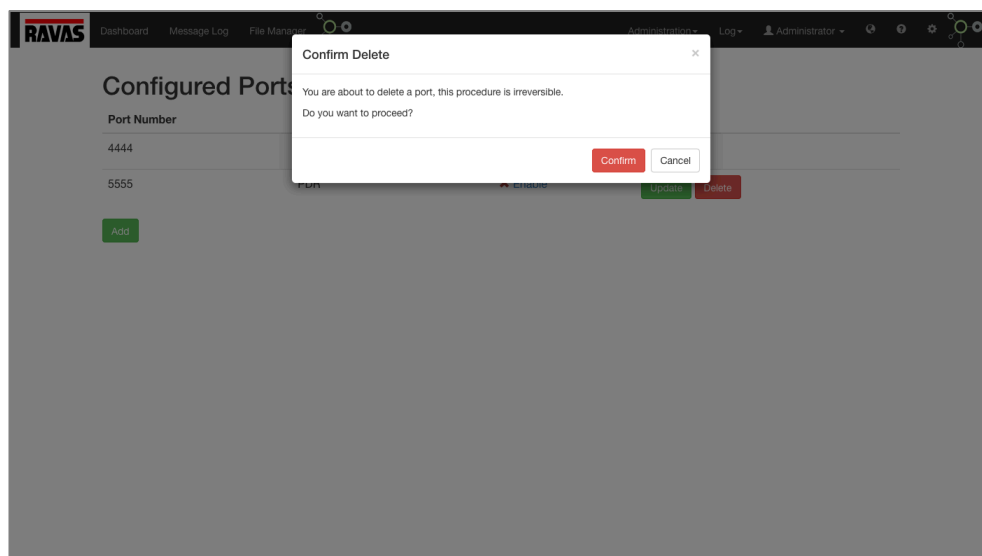 RAVAS Dashboard Message Log File Manager Administration Log Administrator
Confirm Delete ×
Configured Ports
You are about to delete a port, this procedure is irreversible.
Do you want to proceed?
Port Number
4444
Confirm Cancel
5555 Enable Update Delete
Add